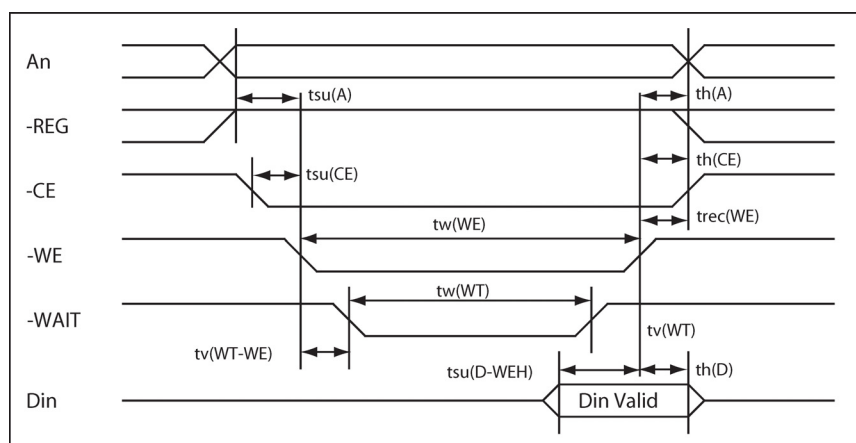 An
tsu(A)
th(A)
-REG
tsu(CE)
th(CE)
-CE
tw(WE)
trec(WE)
-WE
tw(WT)
-WAIT
tv(WT-WE)
tv(WT)
tsu(D-WEH)
th(D)
Din
Din Valid